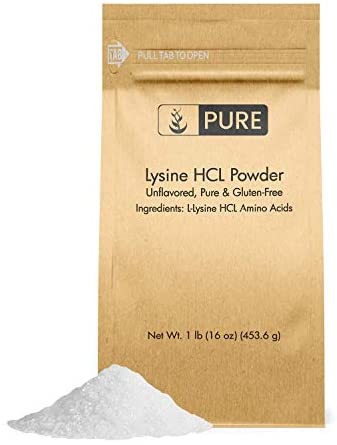 TAB
PULL TAB TO OPEN
PURE
Lysine HCL Powder
Unflavored, Pure & Gluten-Free
Ingredients: L-Lysine HCL Amino Acids
Net Wt. 1 lb (16 oz) (453.6 g)